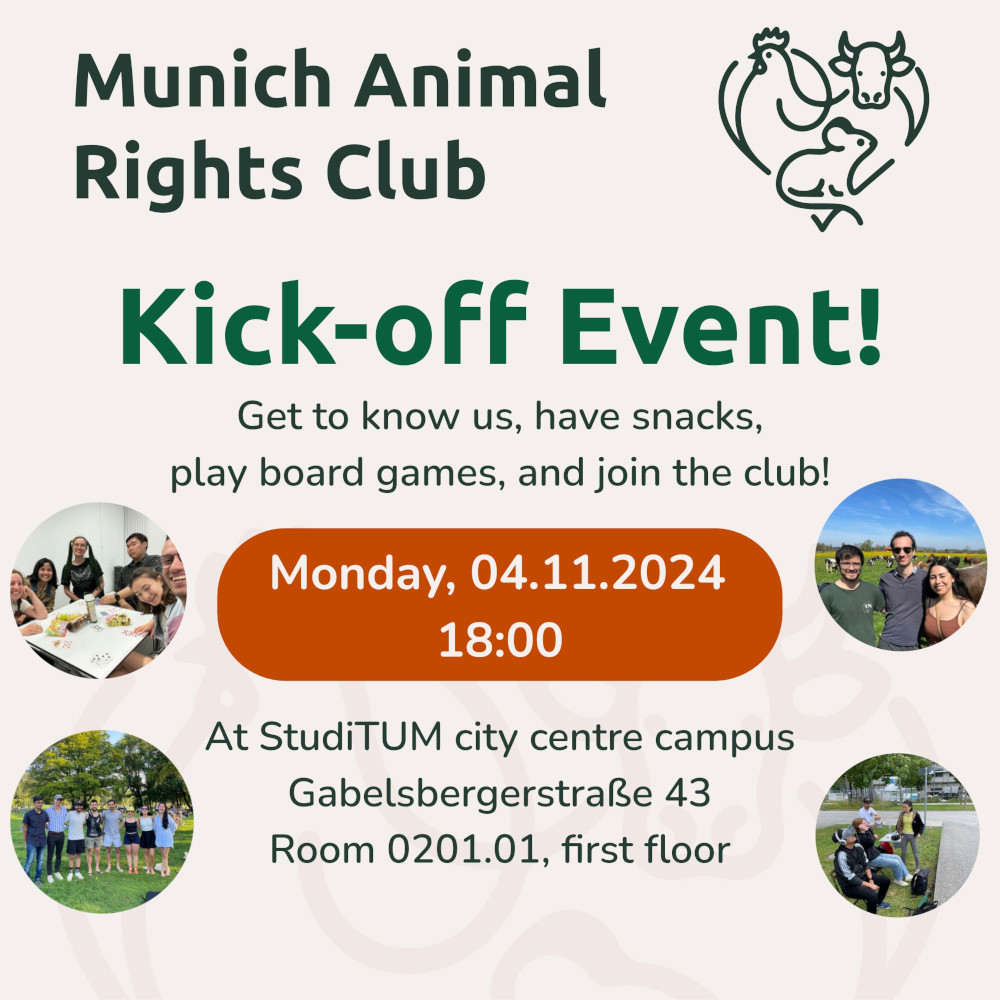 Munich Animal
Rights Club
Kick-off Event!
Get to know us, have snacks,
play board games, and join the club!
Monday, 04.11.2024
18:00
At StudiTUM city centre campus
Gabelsbergerstraße 43
Room 0201.01, first floor